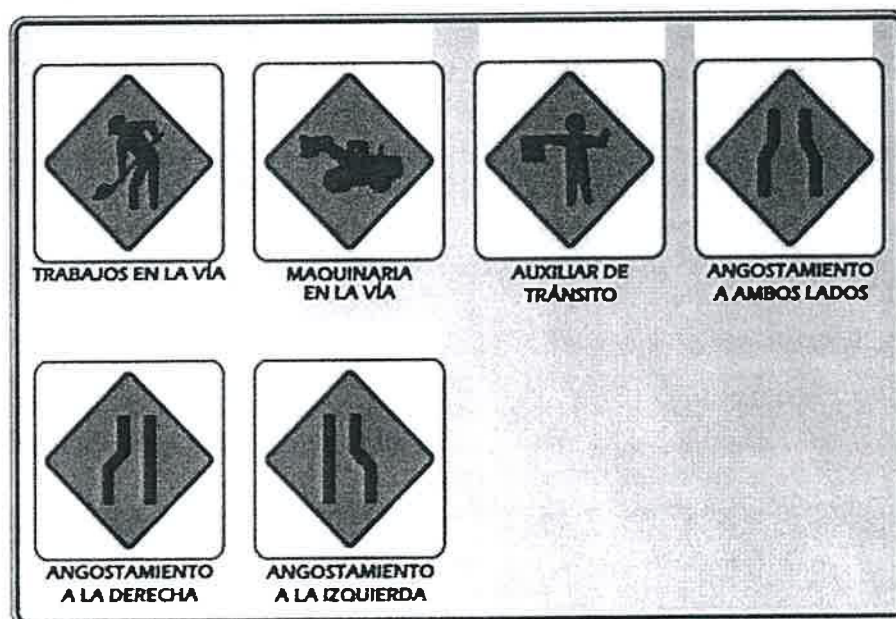 TRABAJOS EN LA VÍA
MAQUINARIA
EN LA VÍA
AUXILIAR DE
TRÁNSITO
ANGOSTAMIENTO
A AMBOS LADOS
ANGOSTAMIENTO
A LA DERECHA
ANGOSTAMIENTO
A LA IZQUIERDA